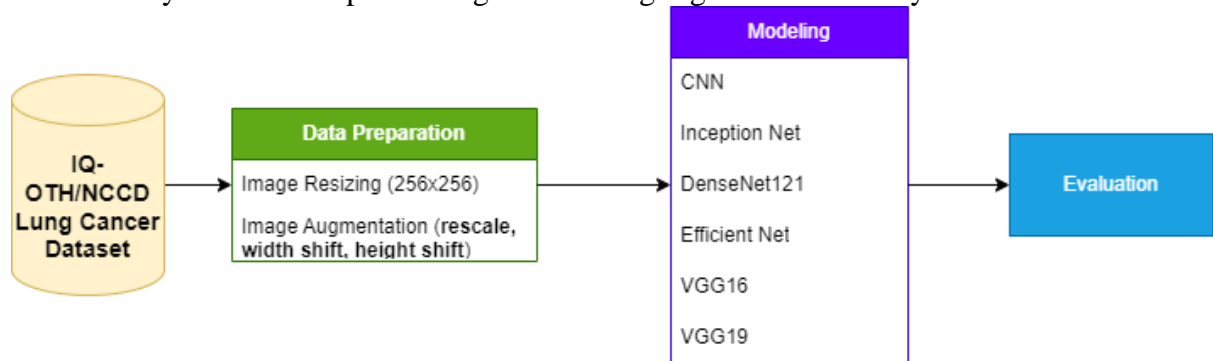 IQ-
OTH/NCCD
Lung Cancer
Dataset
Data Preparation
Image Resizing (256x256)
Image Augmentation (rescale,
width shift, height shift)
Modeling
CNN
Inception Net
DenseNet121
Efficient Net
VGG16
VGG19
Evaluation